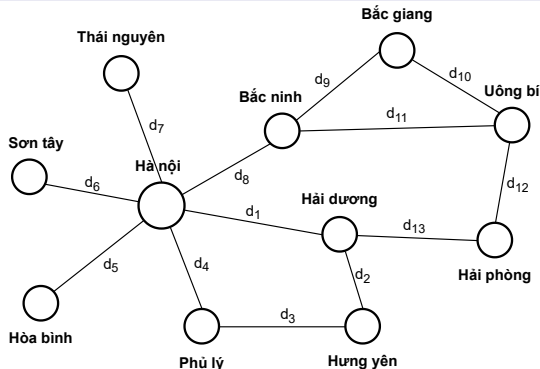 Bắc giang
Thái nguyên
d9
d10
Bắc ninh
Uông bí
d11
d7
Sơn tây
Hà nội
d8
d6
Hải dương
d12
d1
d13
d5
d4
d2
Hải phòng
d3
Hòa bình
Phủ lý
Hưng yên